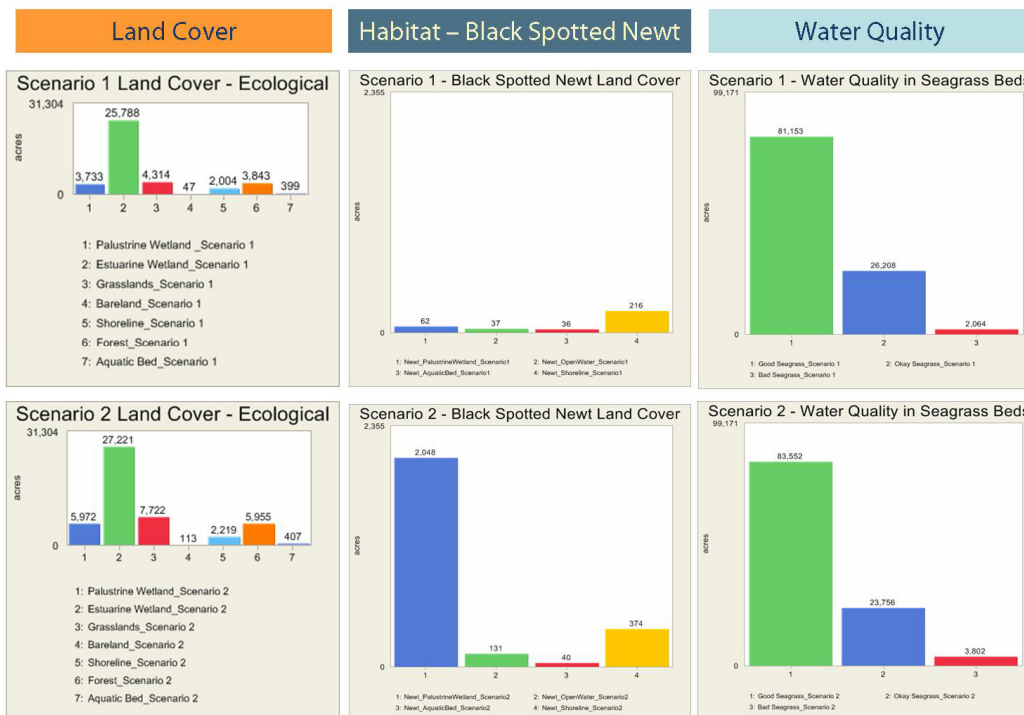 Land Cover
Habitat – Black Spotted Newt
Water Quality
Scenario 1 Land Cover - Ecological
31,304
acres
0
3,733
25,788
4,314
47
2,004
3,843
399
1 2 3 4 5 6 7
1: Palustrine Wetland _Scenario 1
2: Estuarine Wetland_Scenario 1
3: Grasslands_Scenario 1
4: Bareland_Scenario 1
5: Shoreline_Scenario 1
6: Forest_Scenario 1
7: Aquatic Bed_Scenario 1
Scenario 1 - Black Spotted Newt Land Cover
2,355
acres
0
62
37
36
216
1 2 3 4
1: Newt_PalustrineWetland_Scenario1 2: Newt_OpenWater_Scenario1
3: Newt_AquaticBed_Scenario1 4: Newt_Shoreline_Scenario1
Scenario 1 - Water Quality in Seagrass Beds
99,171
acres
0
81,153
26,208
2,064
1 2 3
1: Good Seagrass_Scenario 1 2: Okay Seagrass_Scenario 1
3: Bad Seagrass_Scenario 1
Scenario 2 Land Cover - Ecological
31,304
acres
0
5,972
27,221
7,722
113
2,219
5,955
407
1 2 3 4 5 6 7
1: Palustrine Wetland_Scenario 2
2: Estuarine Wetland_Scenario 2
3: Grasslands_Scenario 2
4: Bareland_Scenario 2
5: Shoreline_Scenario 2
6: Forest_Scenario 2
7: Aquatic Bed_Scenario 2
Scenario 2 - Black Spotted Newt Land Cover
2,355
acres
0
2,048
131
40
374
1 2 3 4
1: Newt_PalustrineWetland_Scenario2 2: Newt_OpenWater_Scenario2
3: Newt_AquaticBed_Scenario2 4: Newt_Shoreline_Scenario2
Scenario 2 - Water Quality in Seagrass Beds
99,171
acres
0
83,552
23,756
3,802
1 2 3
1: Good Seagrass_Scenario 2 2: Okay Seagrass_Scenario 2
3: Bad Seagrass_Scenario 2